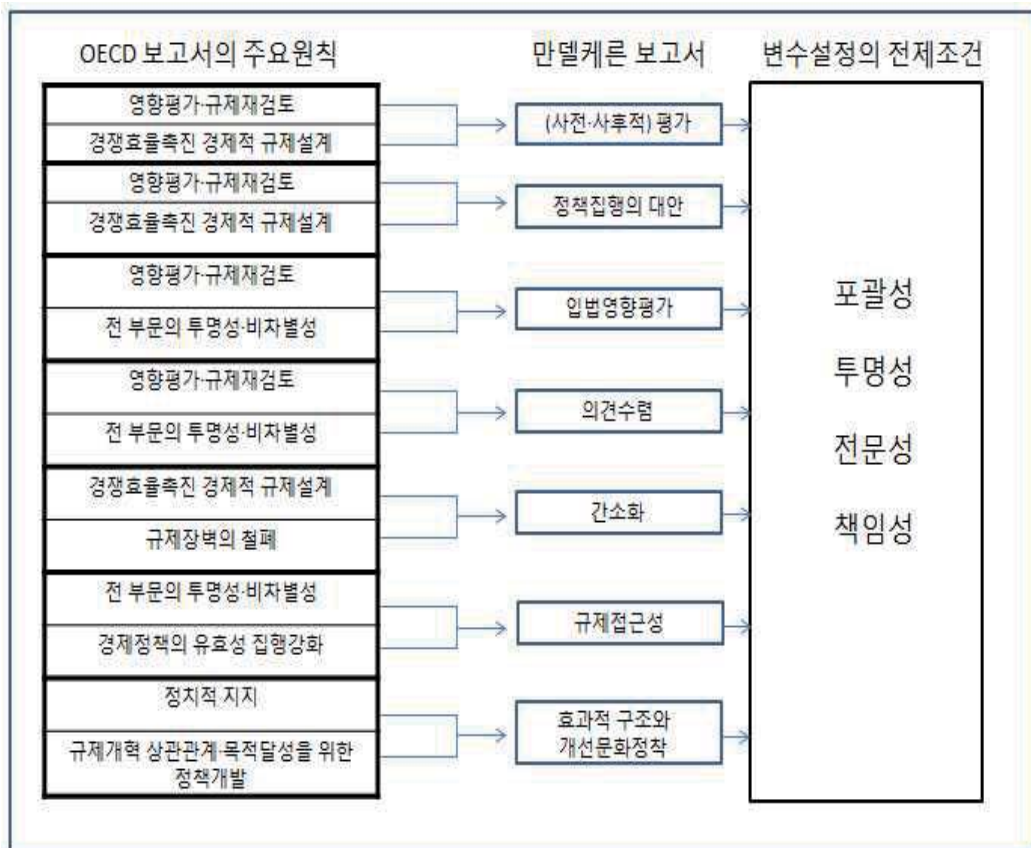 OECD 보고서의 주요원칙
만델케른 보고서
변수설정의 전제조건
영향평가·규제재검토
경쟁효율촉진 경제적 규제설계
(사전·사후적) 평가
영향평가·규제재검토
경쟁효율촉진 경제적 규제설계
정책집행의 대안
영향평가·규제재검토
전 부문의 투명성·비차별성
입법영향평가
영향평가·규제재검토
전 부문의 투명성·비차별성
의견수렴
경쟁효율촉진 경제적 규제설계
규제장벽의 철폐
간소화
전 부문의 투명성·비차별성
경제정책의 유효성 집행강화
규제접근성
정치적 지지
규제개혁 상관관계·목적달성을 위한
정책개발
효과적 구조와
개선문화정착
포괄성
투명성
전문성
책임성